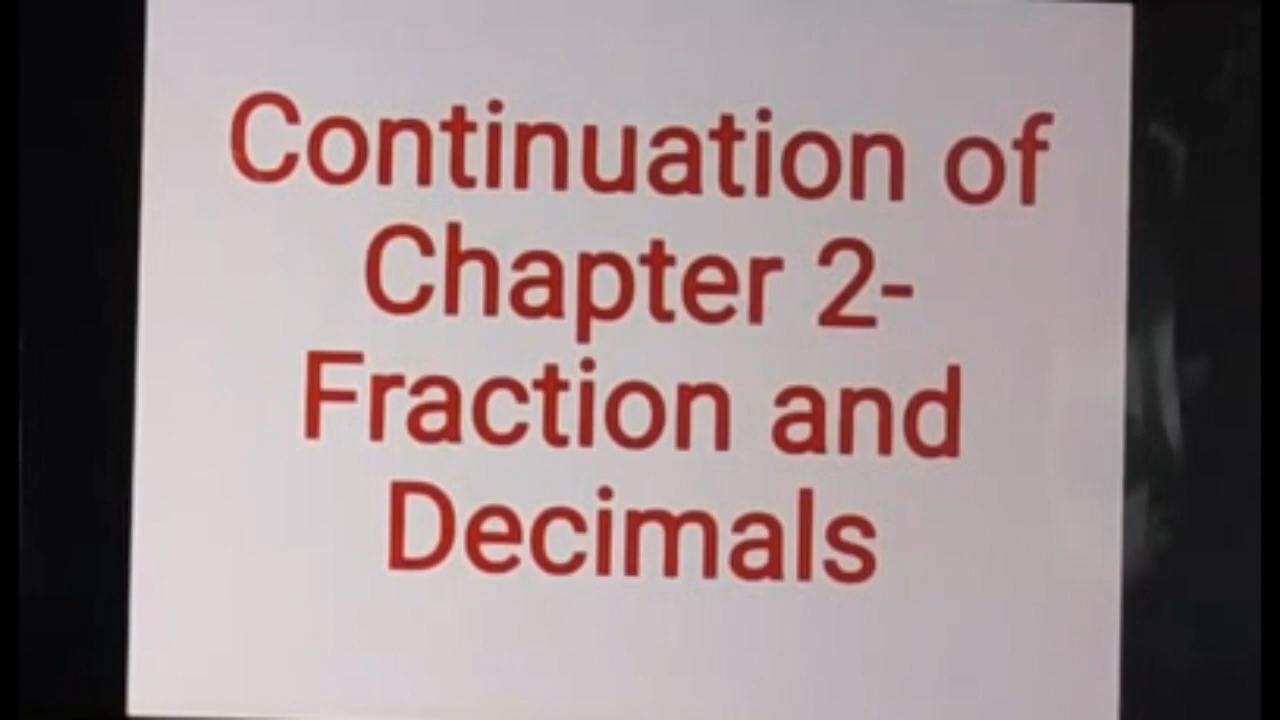 Continuation of
Chapter 2-
Fraction and
Decimals